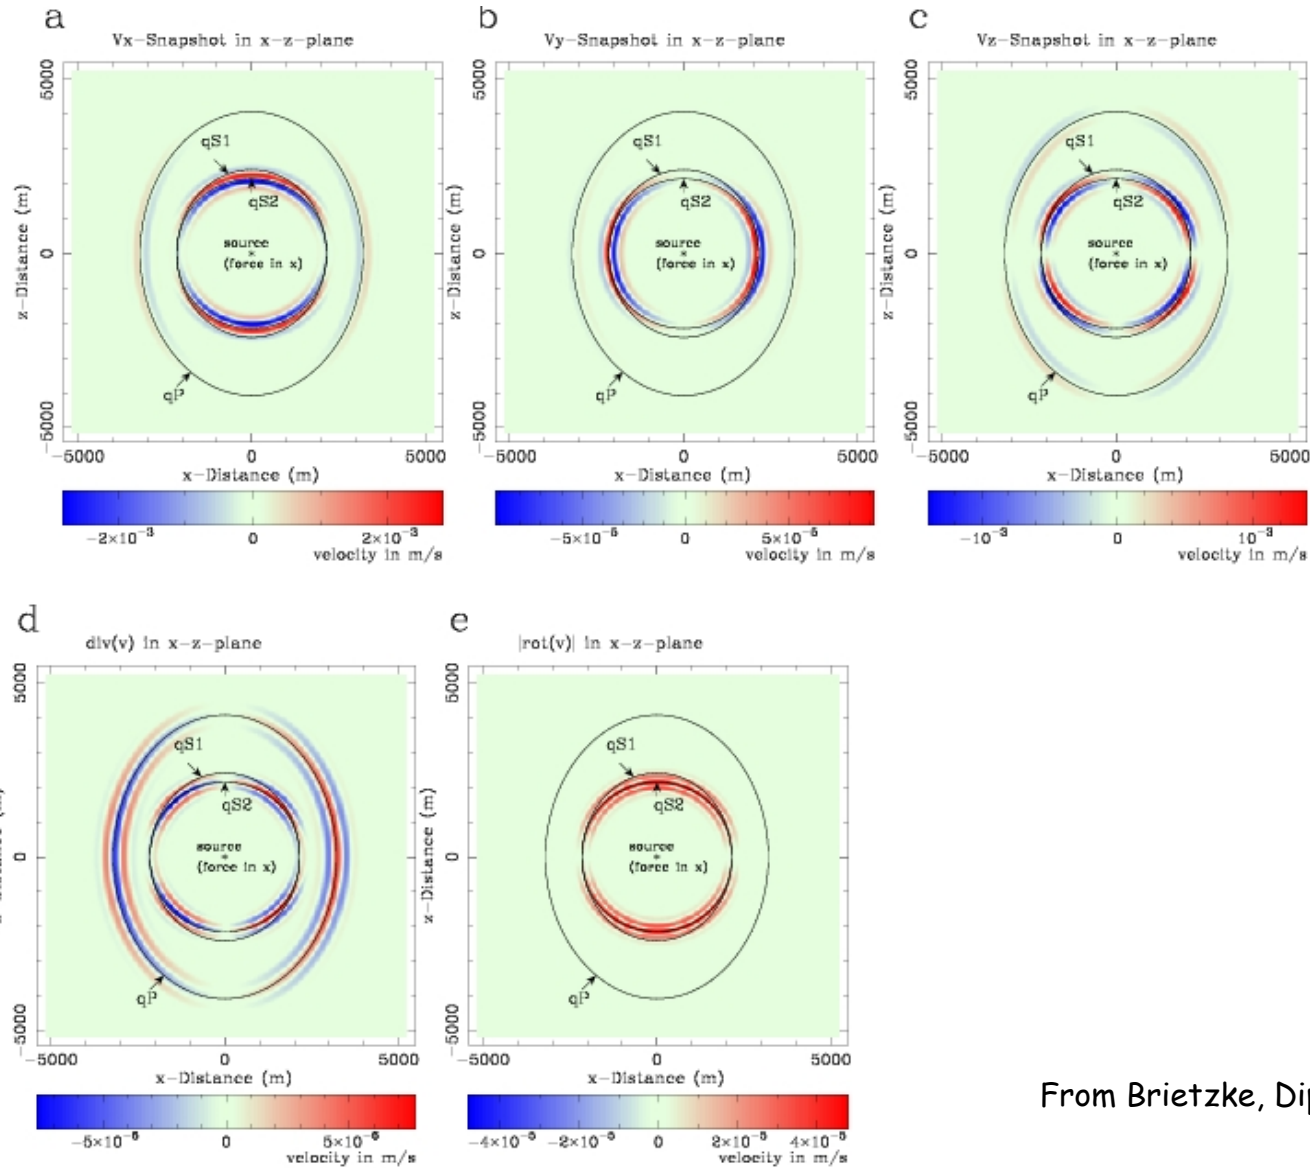 a
Vx-Snapshot in x-z-plane
5000
0
-5000
z-Distance (m)
qS1
qS2
source
*
(force in x)
qP
-5000 0 5000
x-Distance (m)
-2×10⁻³ 0 2×10⁻³
velocity in m/s
b
Vy-Snapshot in x-z-plane
5000
0
-5000
z-Distance (m)
qS1
qS2
source
*
(force in x)
qP
-5000 0 5000
x-Distance (m)
-5×10⁻⁵ 0 5×10⁻⁵
velocity in m/s
c
Vz-Snapshot in x-z-plane
5000
0
-5000
z-Distance (m)
qS1
qS2
source
*
(force in x)
qP
-5000 0 5000
x-Distance (m)
-10⁻³ 0 10⁻³
velocity in m/s
d
div(v) in x-z-plane
5000
0
-5000
qS1
qS2
source
*
(force in x)
qP
-5000 0 5000
x-Distance (m)
0
velocity in m/s
e
|rot(v)| in x-z-plane
5000
0
-5000
z-Distance (m)
qS1
qS2
source
*
(force in x)
qP
-5000 0 5000
x-Distance (m)
-4×10⁻⁵ -2×10⁻⁵ 0 2×10⁻⁵ 4×10⁻⁵
velocity in m/s
From Brietzke, Dip